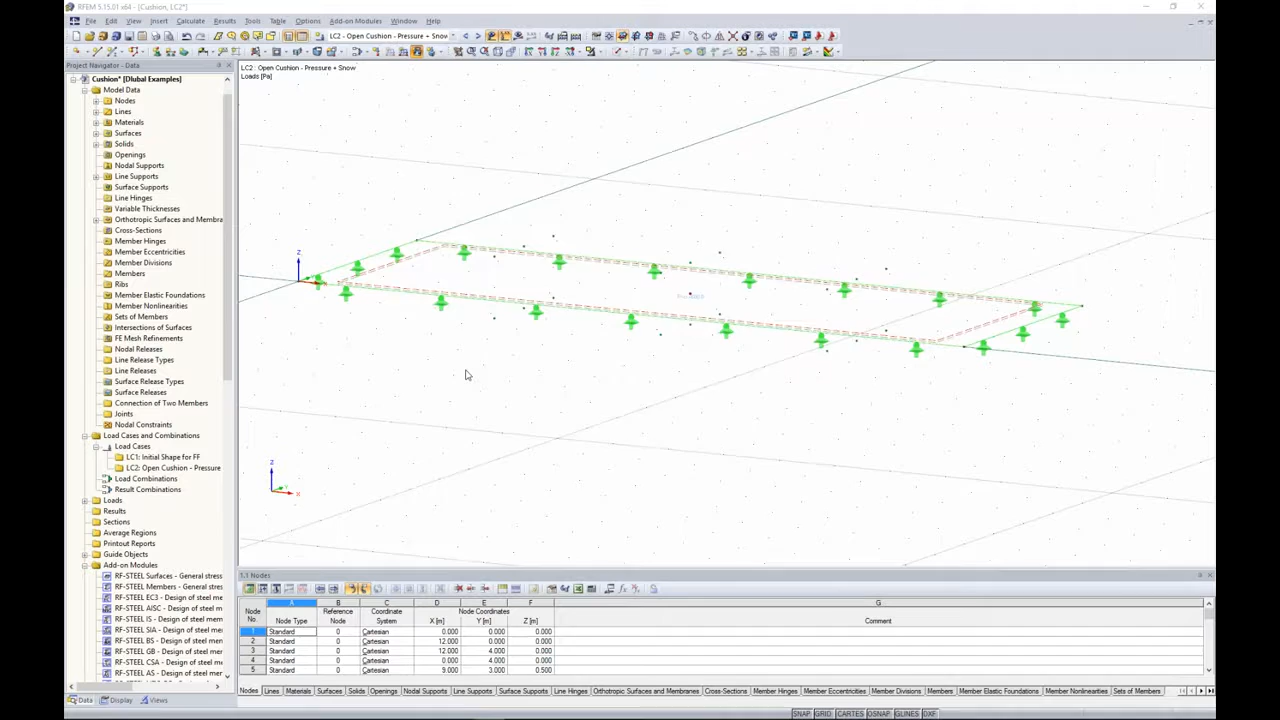 RFEM 5.15.01 x64 - [Cushion, LC2*]
File Edit View Insert Calculate Results Tools Table Options Add-on Modules Window Help
LC2 - Open Cushion - Pressure + Snow
Project Navigator - Data
Cushion* [Dlubal Examples]
Model Data
Nodes
Lines
Materials
Surfaces
Solids
Openings
Nodal Supports
Line Supports
Surface Supports
Line Hinges
Variable Thicknesses
Orthotropic Surfaces and Membra
Cross-Sections
Member Hinges
Member Eccentricities
Member Divisions
Members
Ribs
Member Elastic Foundations
Member Nonlinearities
Sets of Members
Intersections of Surfaces
FE Mesh Refinements
Nodal Releases
Line Release Types
Line Releases
Surface Release Types
Surface Releases
Connection of Two Members
Joints
Nodal Constraints
Load Cases and Combinations
Load Cases
LC1: Initial Shape for FF
LC2: Open Cushion - Pressure
Load Combinations
Result Combinations
Loads
Results
Sections
Average Regions
Printout Reports
Guide Objects
Add-on Modules
RF-STEEL Surfaces - General stress
RF-STEEL Members - General stress
RF-STEEL EC3 - Design of steel me
RF-STEEL AISC - Design of steel m
RF-STEEL IS - Design of steel mem
RF-STEEL SIA - Design of steel me
RF-STEEL BS - Design of steel mem
RF-STEEL GB - Design of steel mem
RF-STEEL CSA - Design of steel me
RF-STEEL AS - Design of steel mem
Data Display Views
LC2 : Open Cushion - Pressure + Snow
Loads [Pa]
Z
X
Z
Y
X
1.1 Nodes
A B C D E F G
Node Reference Coordinate Node Coordinates
No. Node Type Node System X [m] Y [m] Z [m] Comment
1 Standard 0 Cartesian 0.000 0.000 0.000
2 Standard 0 Cartesian 12.000 0.000 0.000
3 Standard 0 Cartesian 12.000 4.000 0.000
4 Standard 0 Cartesian 0.000 4.000 0.000
5 Standard 0 Cartesian 9.000 3.000 0.500
Nodes Lines Materials Surfaces Solids Openings Nodal Supports Line Supports Surface Supports Line Hinges Orthotropic Surfaces and Membranes Cross-Sections Member Hinges Member Eccentricities Member Divisions Members Member Elastic Foundations Member Nonlinearities Sets of Members
SNAP GRID CARTES OSNAP GLINES DXF